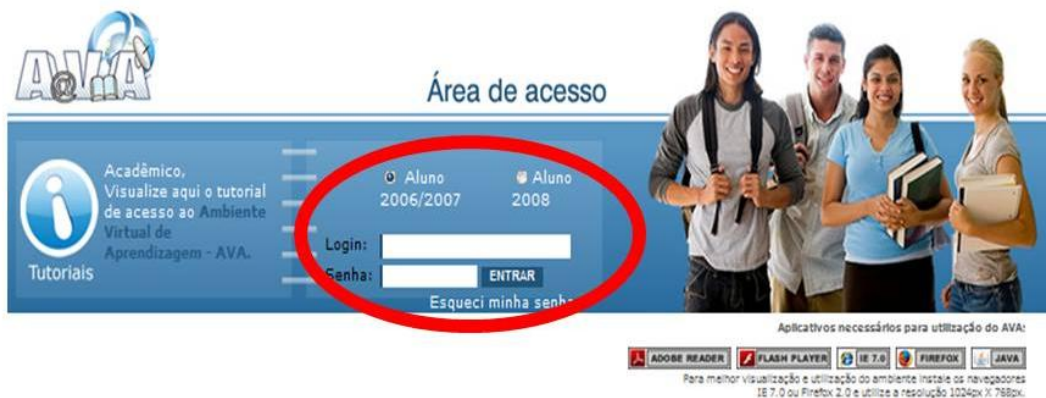 AVA
Área de acesso
Acadêmico,
Visualize aqui o tutorial
de acesso ao Ambiente
Virtual de
Aprendizagem - AVA.
Tutoriais
Aluno
2006/2007
Aluno
2008
Login:
Senha:
ENTRAR
Esqueci minha senha
Aplicativos necessários para utilização do AVA:
ADOBE READER
FLASH PLAYER
IE 7.0
FIREFOX
JAVA
Para melhor visualização e utilização do ambiente instale os navegadores
IE 7.0 ou Firefox 2.0 e utilize a resolução 1024px X 768px.